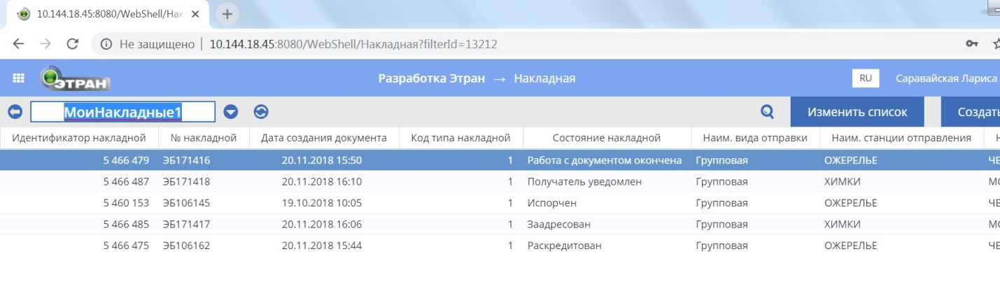 10.144.18.45:8080/WebShell/Нак
Не защищено 10.144.18.45:8080/WebShell/Накладная?filterId=13212
ЭТРАН Разработка Этран → Накладная RU Саравайская Лариса
МоиНакладные1 Изменить список Создать
Идентификатор накладной № накладной Дата создания документа Код типа накладной Состояние накладной Наим. вида отправки Наим. станции отправления Н
5 466 479 ЭБ171416 20.11.2018 15:50 1 Работа с документом окончена Групповая ОЖЕРЕЛЬЕ ЧЕ
5 466 487 ЭБ171418 20.11.2018 16:10 1 Получатель уведомлен Групповая ХИМКИ МО
5 460 153 ЭБ106145 19.10.2018 10:05 1 Испорчен Групповая ОЖЕРЕЛЬЕ ЧЕ
5 466 485 ЭБ171417 20.11.2018 16:06 1 Заадресован Групповая ХИМКИ МО
5 466 475 ЭБ106162 20.11.2018 15:44 1 Раскредитован Групповая ОЖЕРЕЛЬЕ ЧЕ